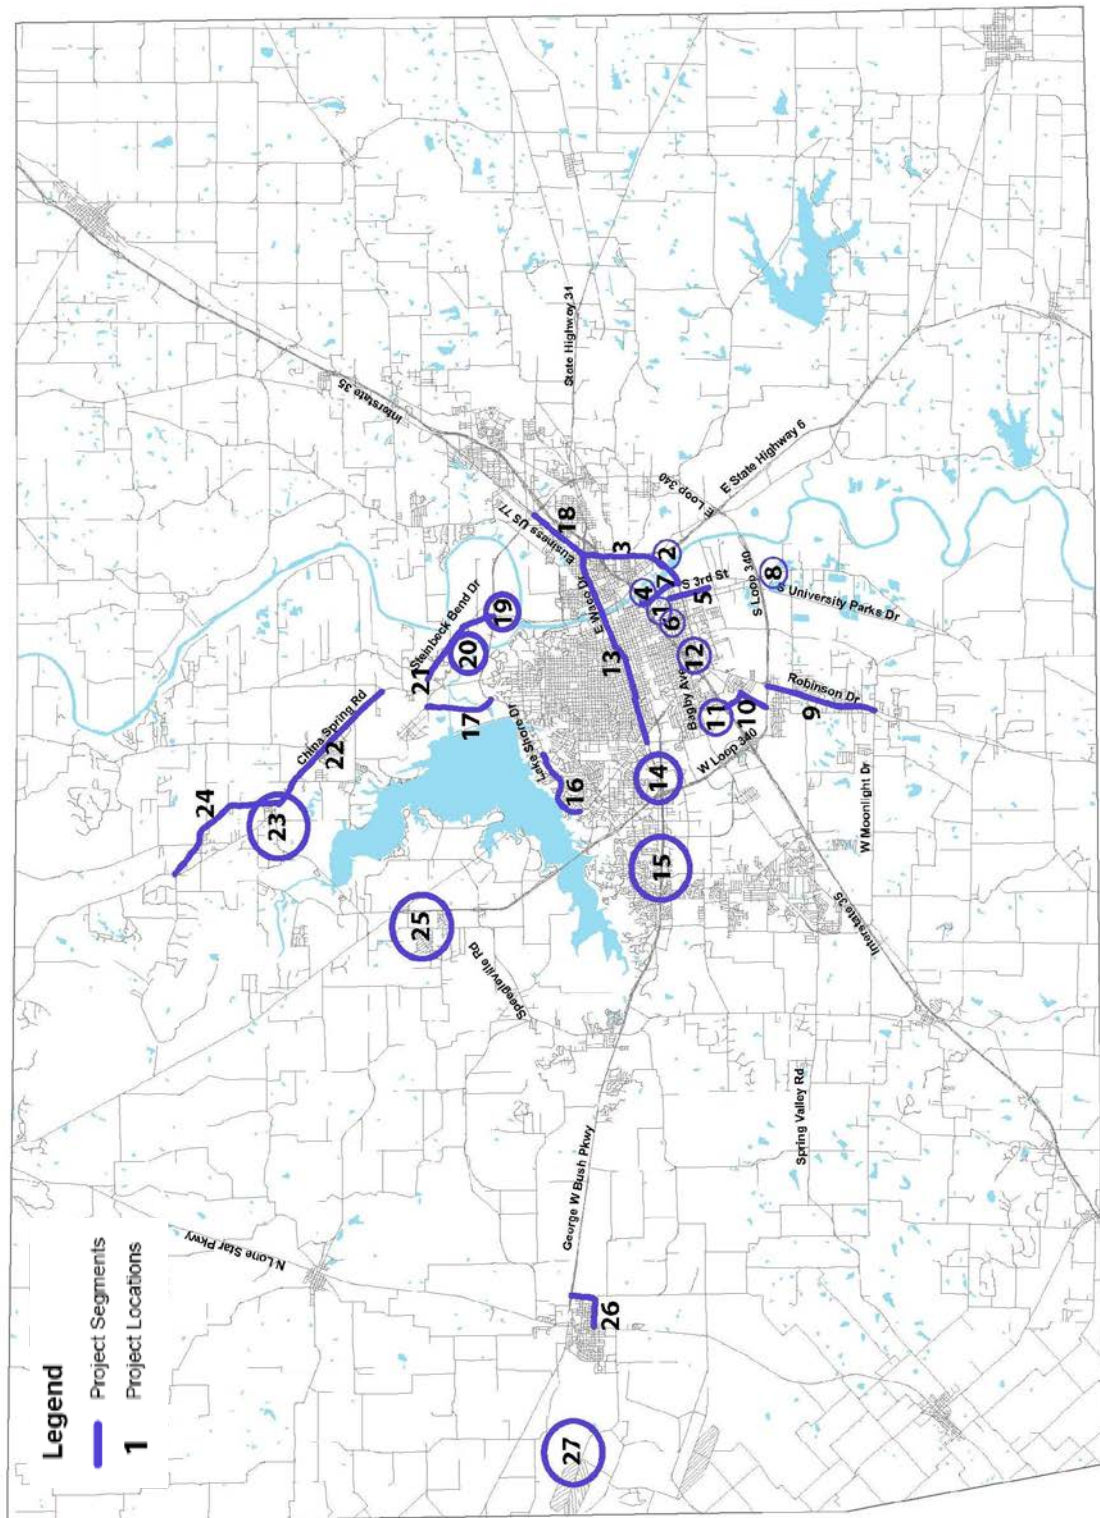 Legend
Project Segments
1 Project Locations
24
23
China Spring Rd
22
25
Speegleville Rd
N Lone Star Pkwy
Interstate 35
Business US 77
State Highway 31
18
Steinbeck Bend Dr
21
20
19
17
Lake Shore Dr
16
E Waco Dr
13
3
14
15
George W Bush Pkwy
26
27
2
4
7
1
6
S 3rd St
5
E Loop 340
E State Highway 6
S Loop 340
8
S University Parks Dr
12
Bagby Ave
11
10
W Loop 340
Robinson Dr
9
W Moonlight Dr
Interstate 35
Spring Valley Rd